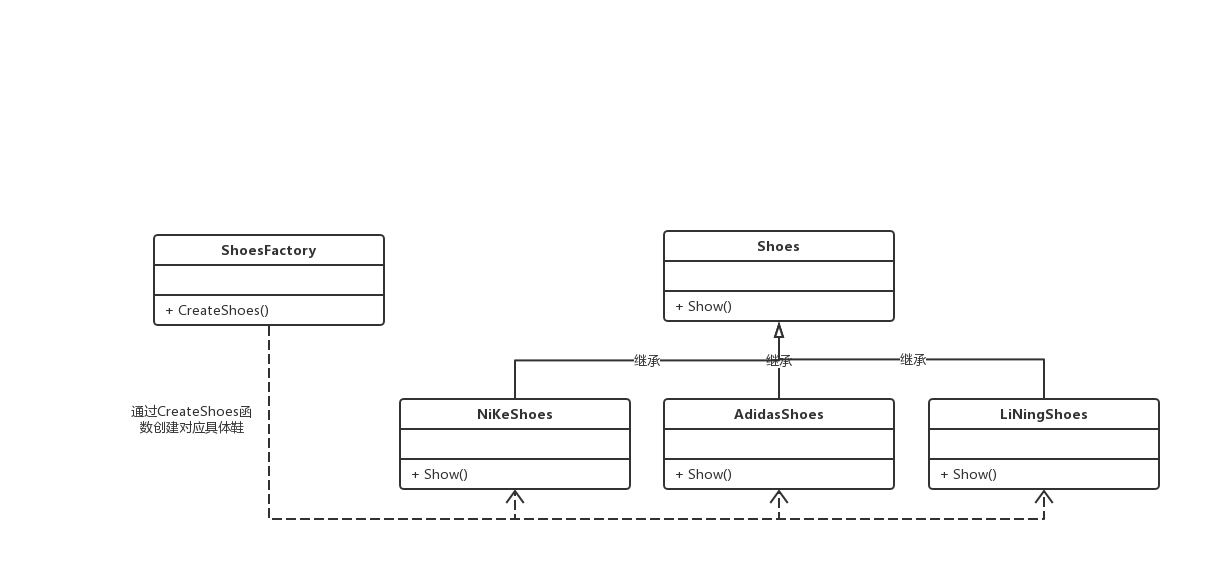 ShoesFactory
+ CreateShoes()
Shoes
+ Show()
继承
继承
继承
通过CreateShoes函
数创建对应具体鞋
NiKeShoes
+ Show()
AdidasShoes
+ Show()
LiNingShoes
+ Show()